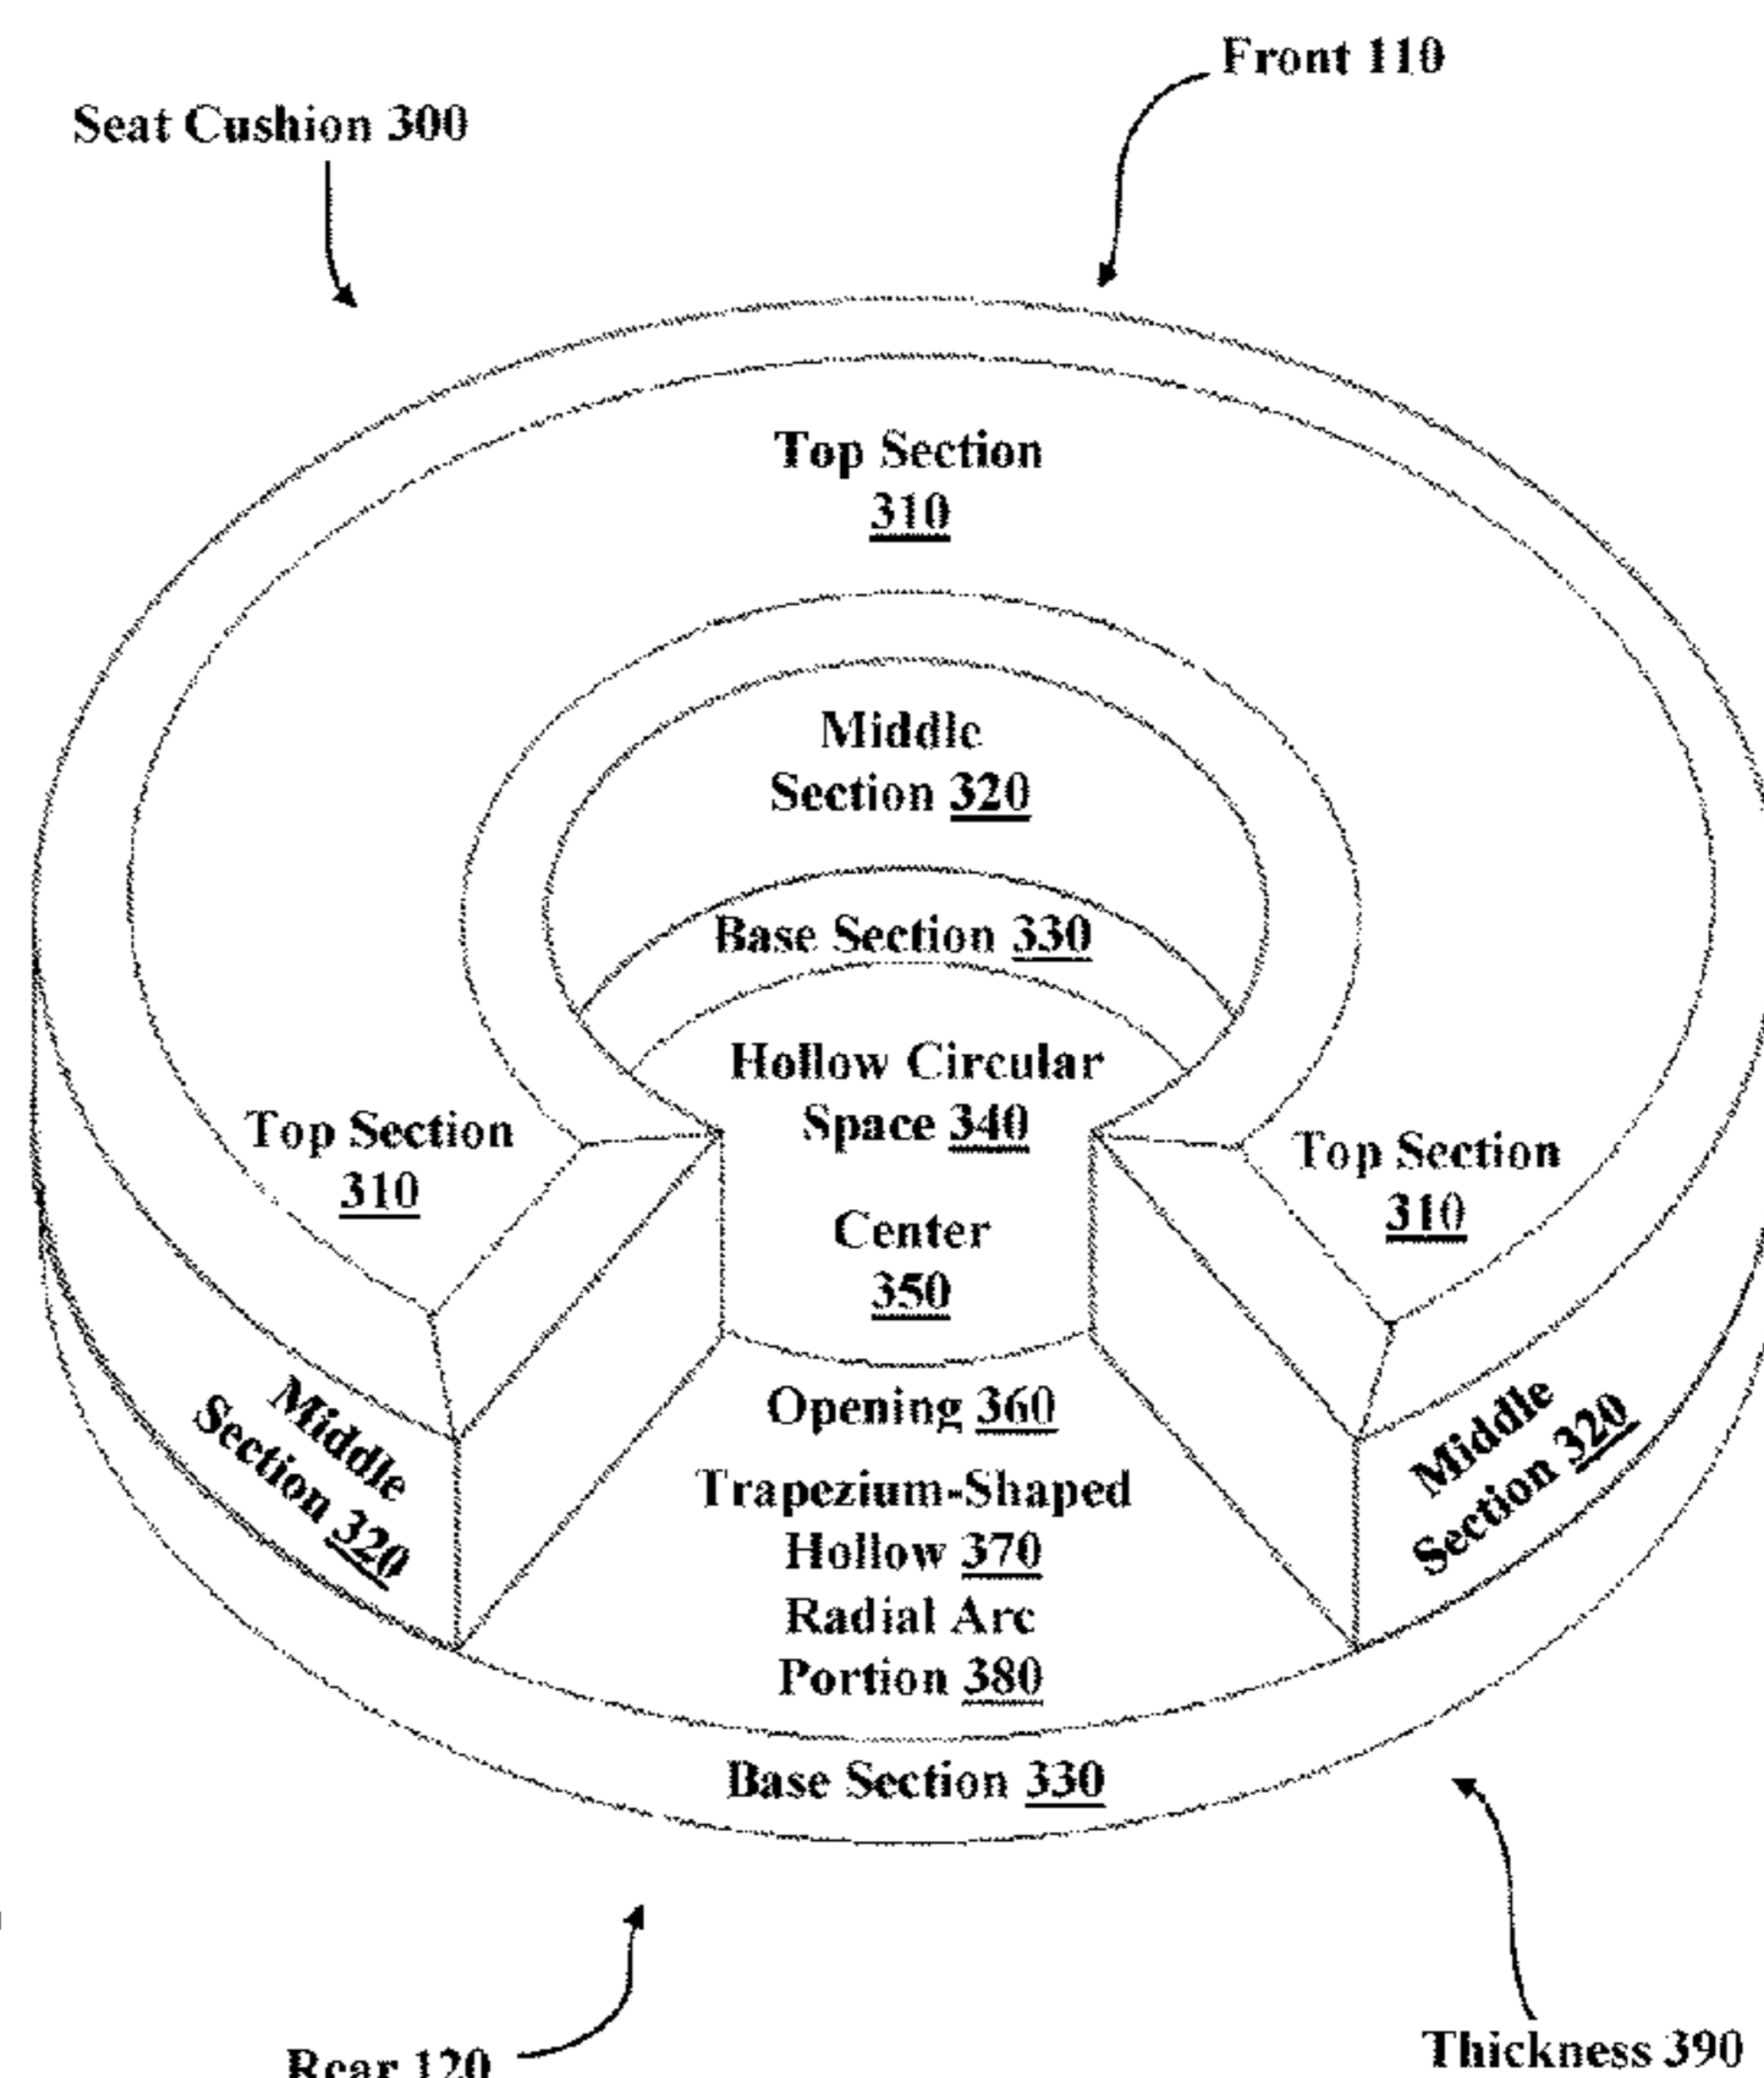 Front 110
Seat Cushion 300
Top Section
310
Middle
Section 320
Base Section 330
Hollow Circular
Space 340
Top Section
310
Top Section
310
Center
350
Opening 360
Middle
Section 320
Middle
Section 320
Trapezium-Shaped
Hollow 370
Radial Arc
Portion 380
Base Section 330
Rear 120
Thickness 390